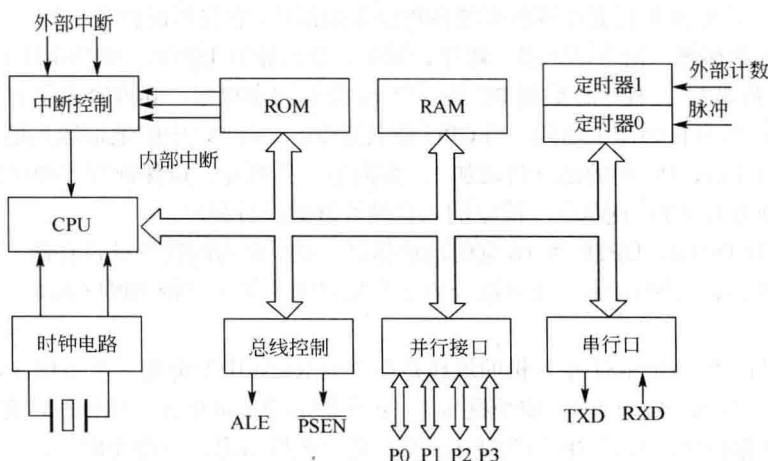 外部中断
中断控制
ROM
RAM
定时器1
定时器0
外部计数
脉冲
内部中断
CPU
时钟电路
总线控制
并行接口
串行口
ALE
PSEN
P0
P1
P2
P3
TXD
RXD